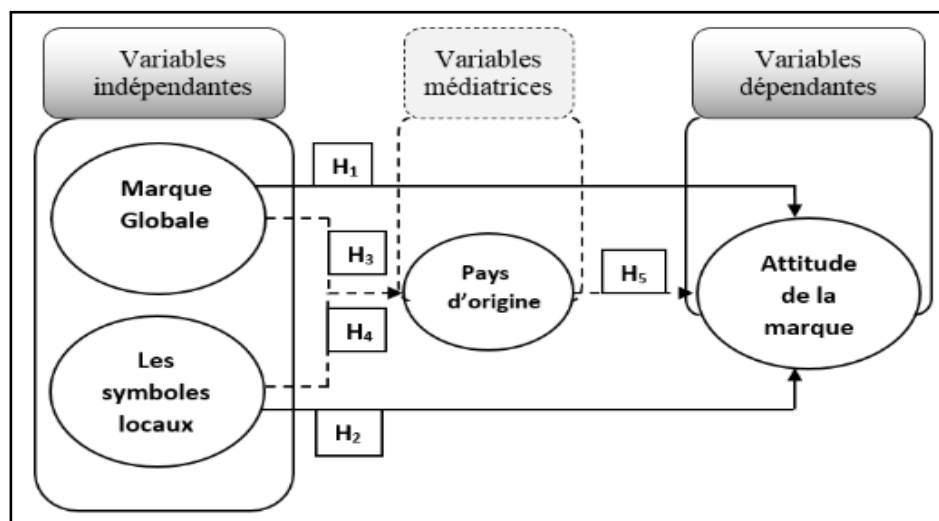 Variables
indépendantes
Variables
médiatrices
Variables
dépendantes
Marque
Globale
H₁
H₃
Pays
d'origine
H₅
Attitude
de la
marque
H₄
Les
symboles
locaux
H₂